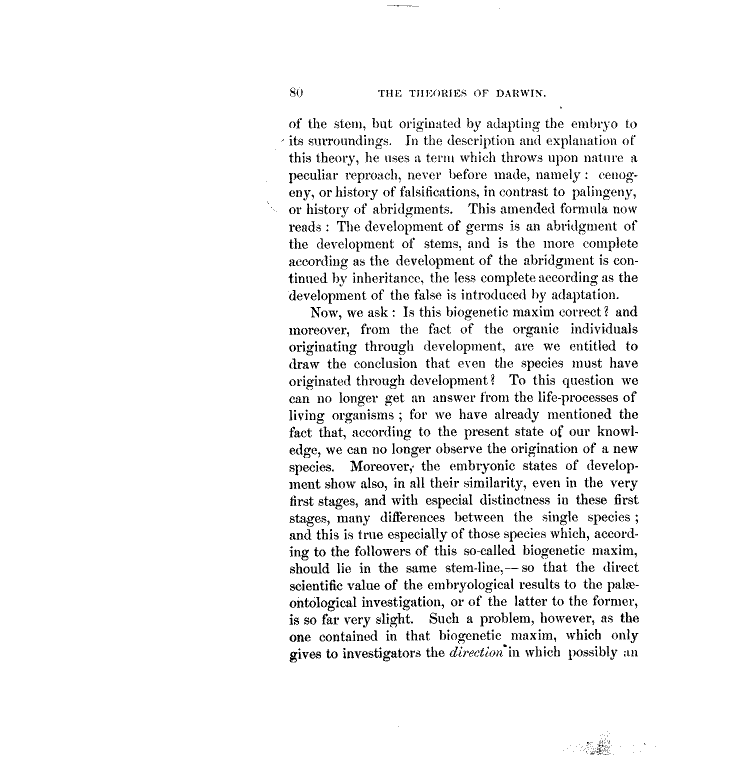 80 THE THEORIES OF DARWIN.
of the stem, but originated by adapting the embryo to
its surroundings. In the description and explanation of
this theory, he uses a term which throws upon nature a
peculiar reproach, never before made, namely : cenog-
eny, or history of falsifications, in contrast to palingeny,
or history of abridgments. This amended formula now
reads : The development of germs is an abridgment of
the development of stems, and is the more complete
according as the development of the abridgment is con-
tinued by inheritance, the less complete according as the
development of the false is introduced by adaptation.
Now, we ask : Is this biogenetic maxim correct? and
moreover, from the fact of the organic individuals
originating through development, are we entitled to
draw the conclusion that even the species must have
originated through development? To this question we
can no longer get an answer from the life-processes of
living organisms ; for we have already mentioned the
fact that, according to the present state of our knowl-
edge, we can no longer observe the origination of a new
species. Moreover, the embryonic states of develop-
ment show also, in all their similarity, even in the very
first stages, and with especial distinctness in these first
stages, many differences between the single species ;
and this is true especially of those species which, accord-
ing to the followers of this so-called biogenetic maxim,
should lie in the same stem-line,—so that the direct
scientific value of the embryological results to the palæ-
ontological investigation, or of the latter to the former,
is so far very slight. Such a problem, however, as the
one contained in that biogenetic maxim, which only
gives to investigators the direction in which possibly an